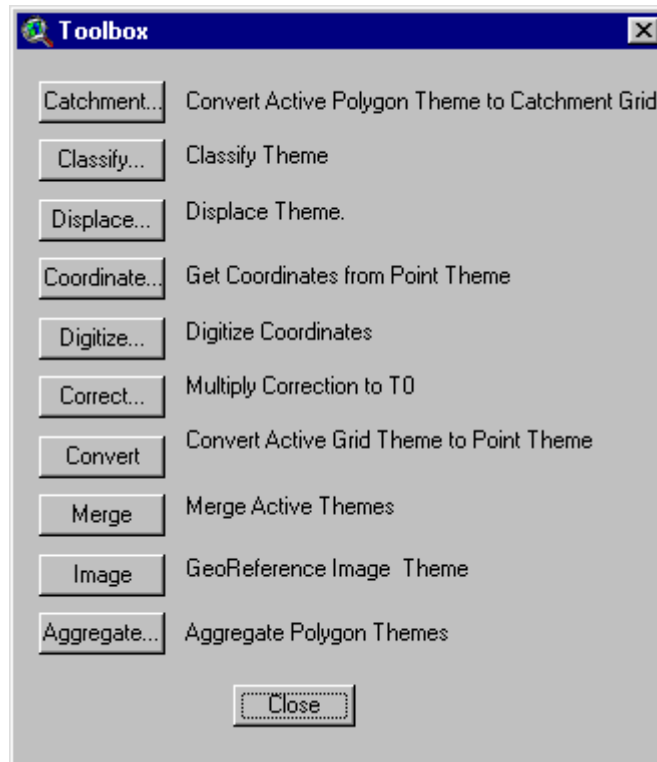 Toolbox
Catchment... Convert Active Polygon Theme to Catchment Grid
Classify... Classify Theme
Displace... Displace Theme.
Coordinate... Get Coordinates from Point Theme
Digitize... Digitize Coordinates
Correct... Multiply Correction to T0
Convert Convert Active Grid Theme to Point Theme
Merge Merge Active Themes
Image GeoReference Image Theme
Aggregate... Aggregate Polygon Themes
Close